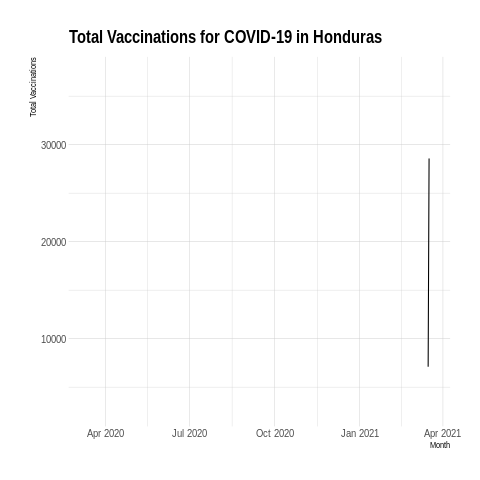 Total Vaccinations for COVID-19 in Honduras
Total Vaccinations
30000
20000
10000
Apr 2020
Jul 2020
Oct 2020
Jan 2021
Apr 2021
Month